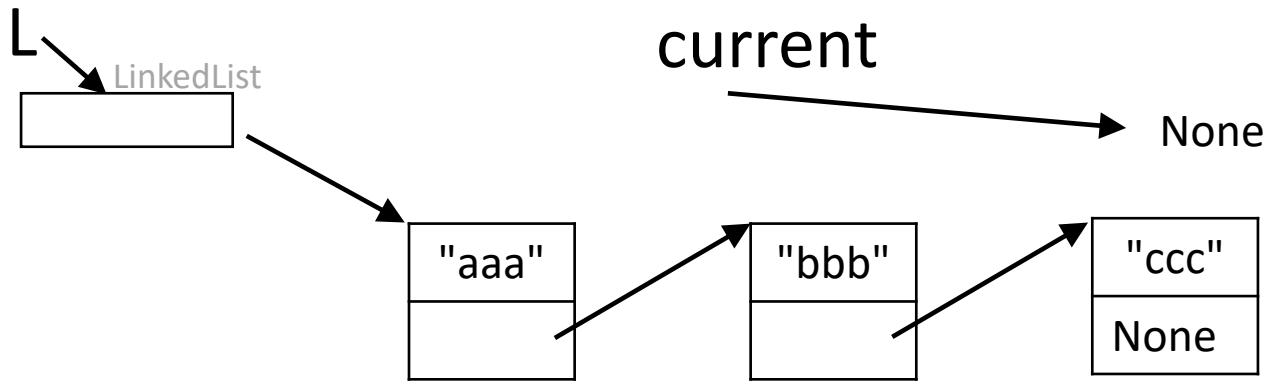 L
current
LinkedList
None
"aaa"
"bbb"
"ccc"
None